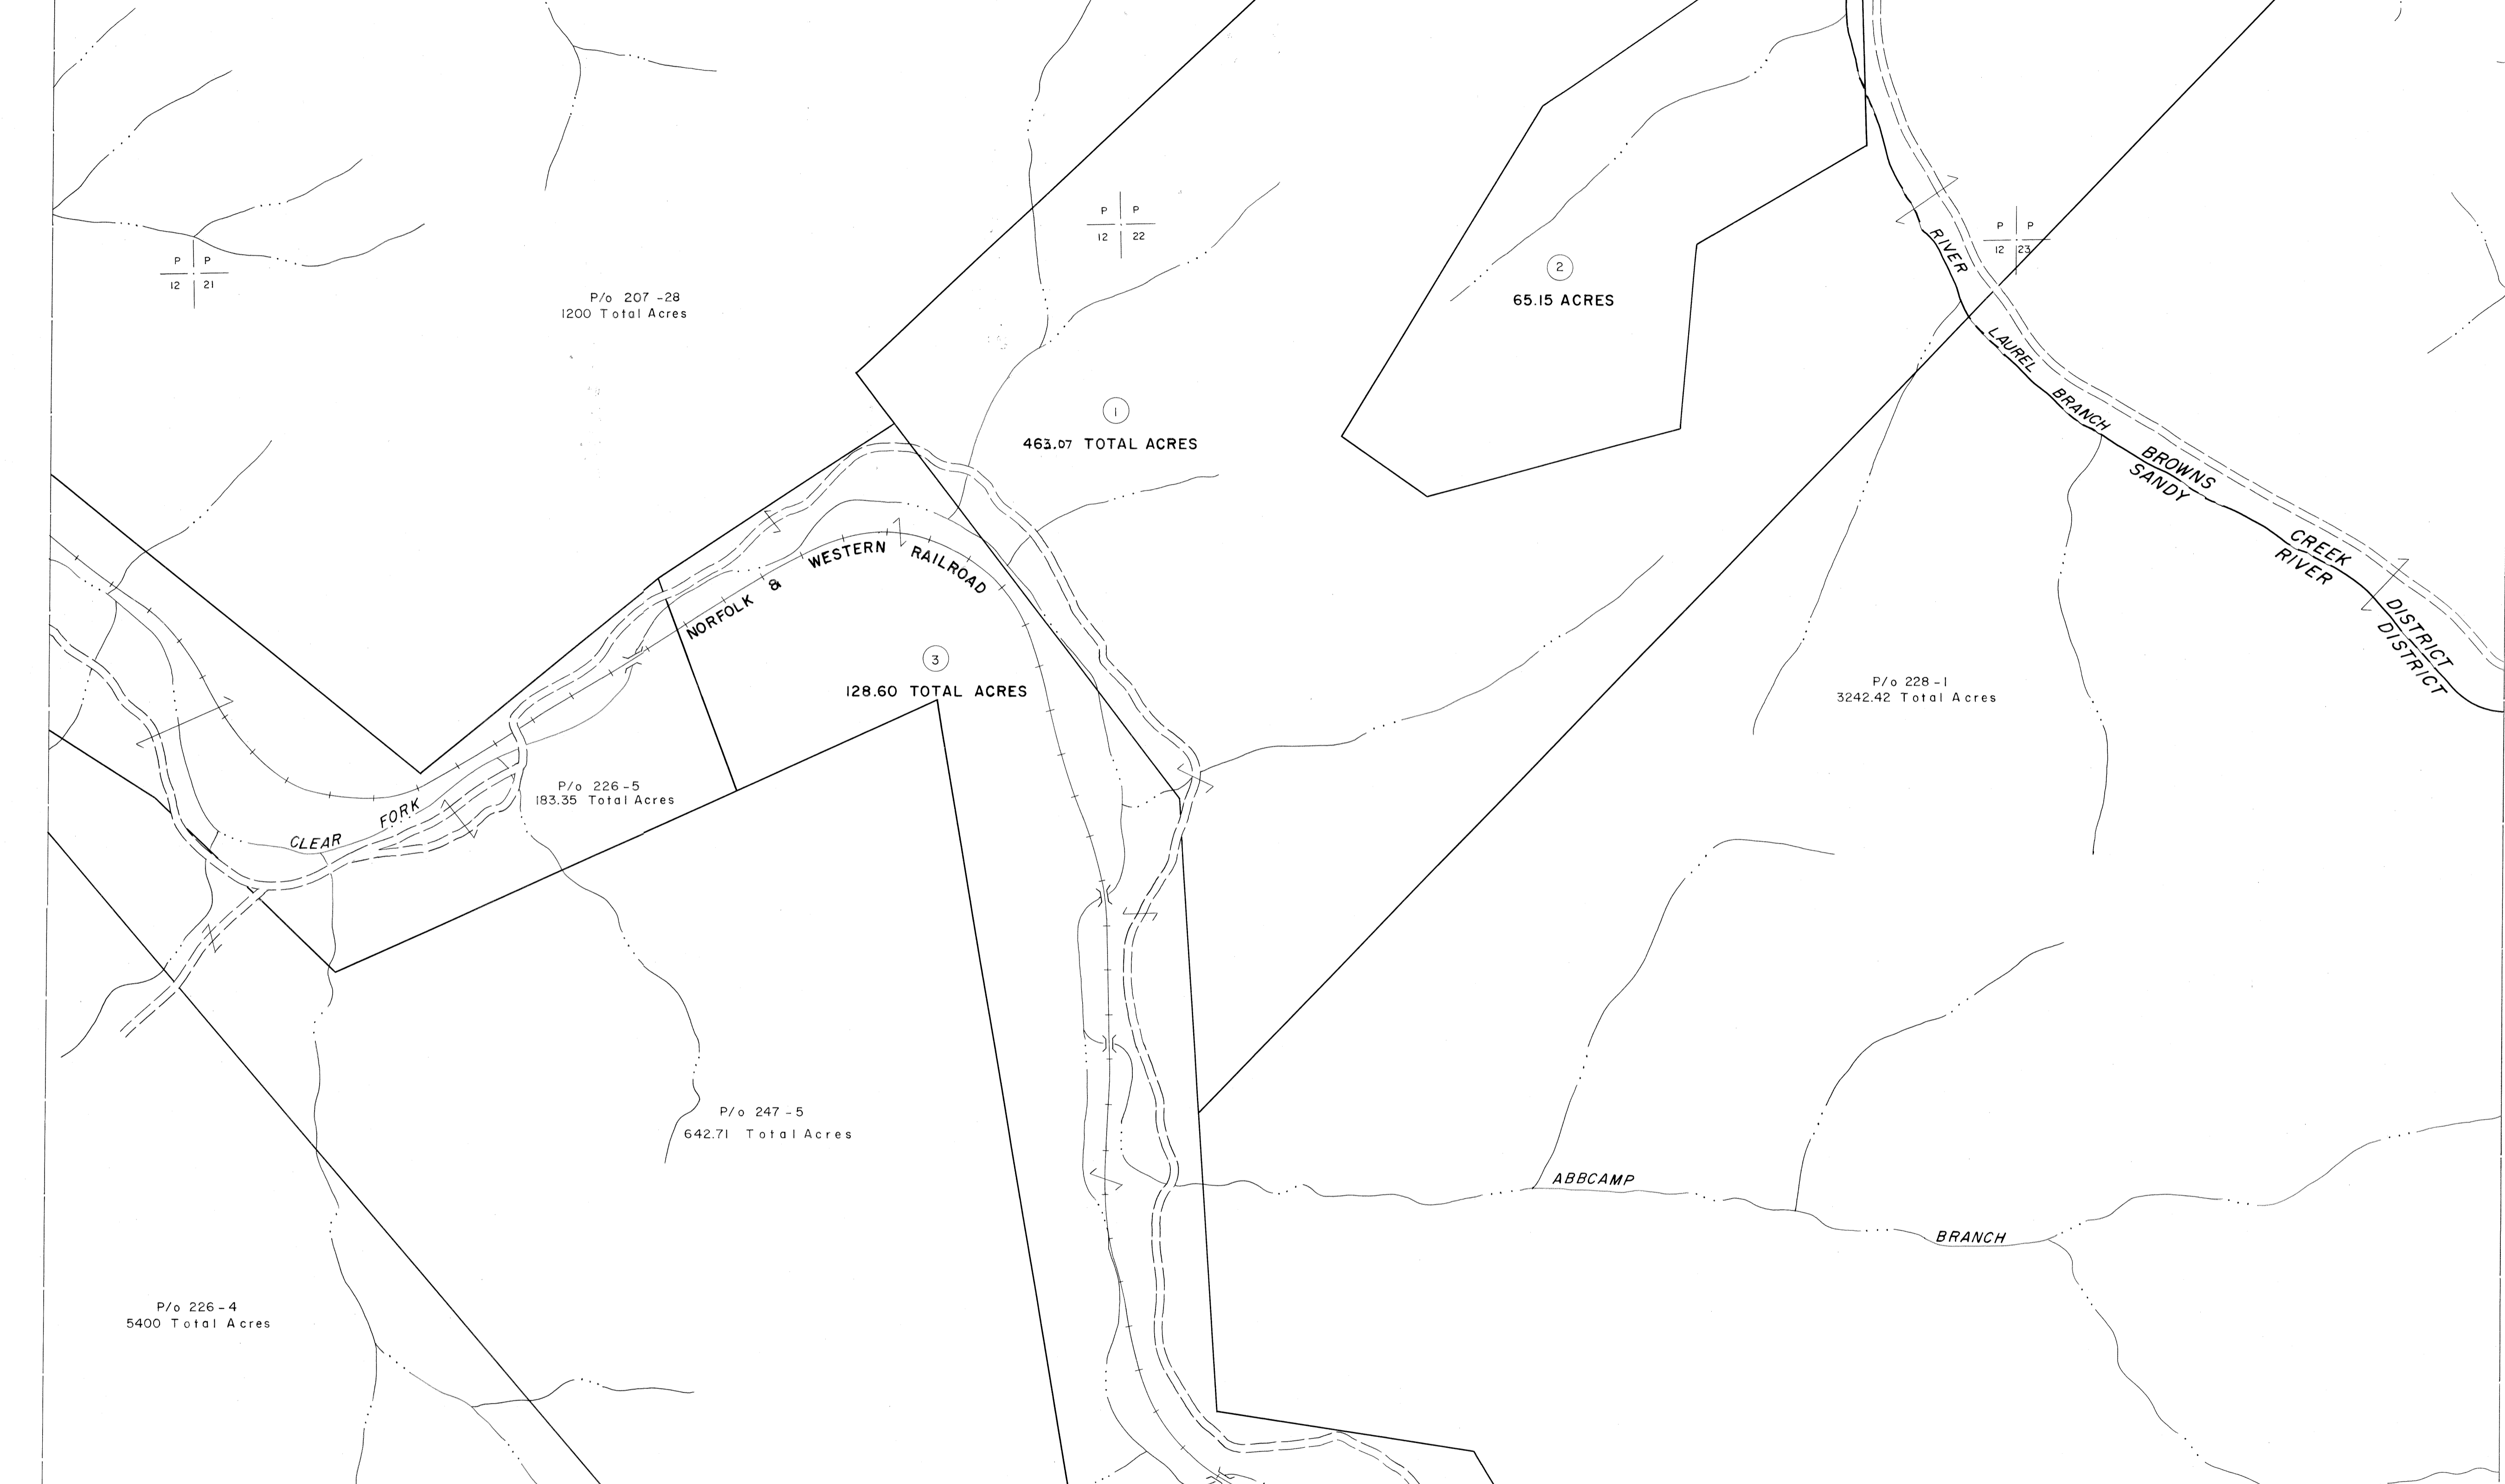 P P
12 22
P P
12 23
P P
12 21
P/o 207-28
1200 Total Acres
2
65.15 ACRES
RIVER
LAUREL BRANCH
1
463.07 TOTAL ACRES
BROWNS CREEK DISTRICT
SANDY RIVER DISTRICT
NORFOLK & WESTERN RAILROAD
3
128.60 TOTAL ACRES
P/o 228-1
3242.42 Total Acres
P/o 226-5
183.35 Total Acres
CLEAR FORK
P/o 247-5
642.71 Total Acres
ABBCAMP BRANCH
P/o 226-4
5400 Total Acres